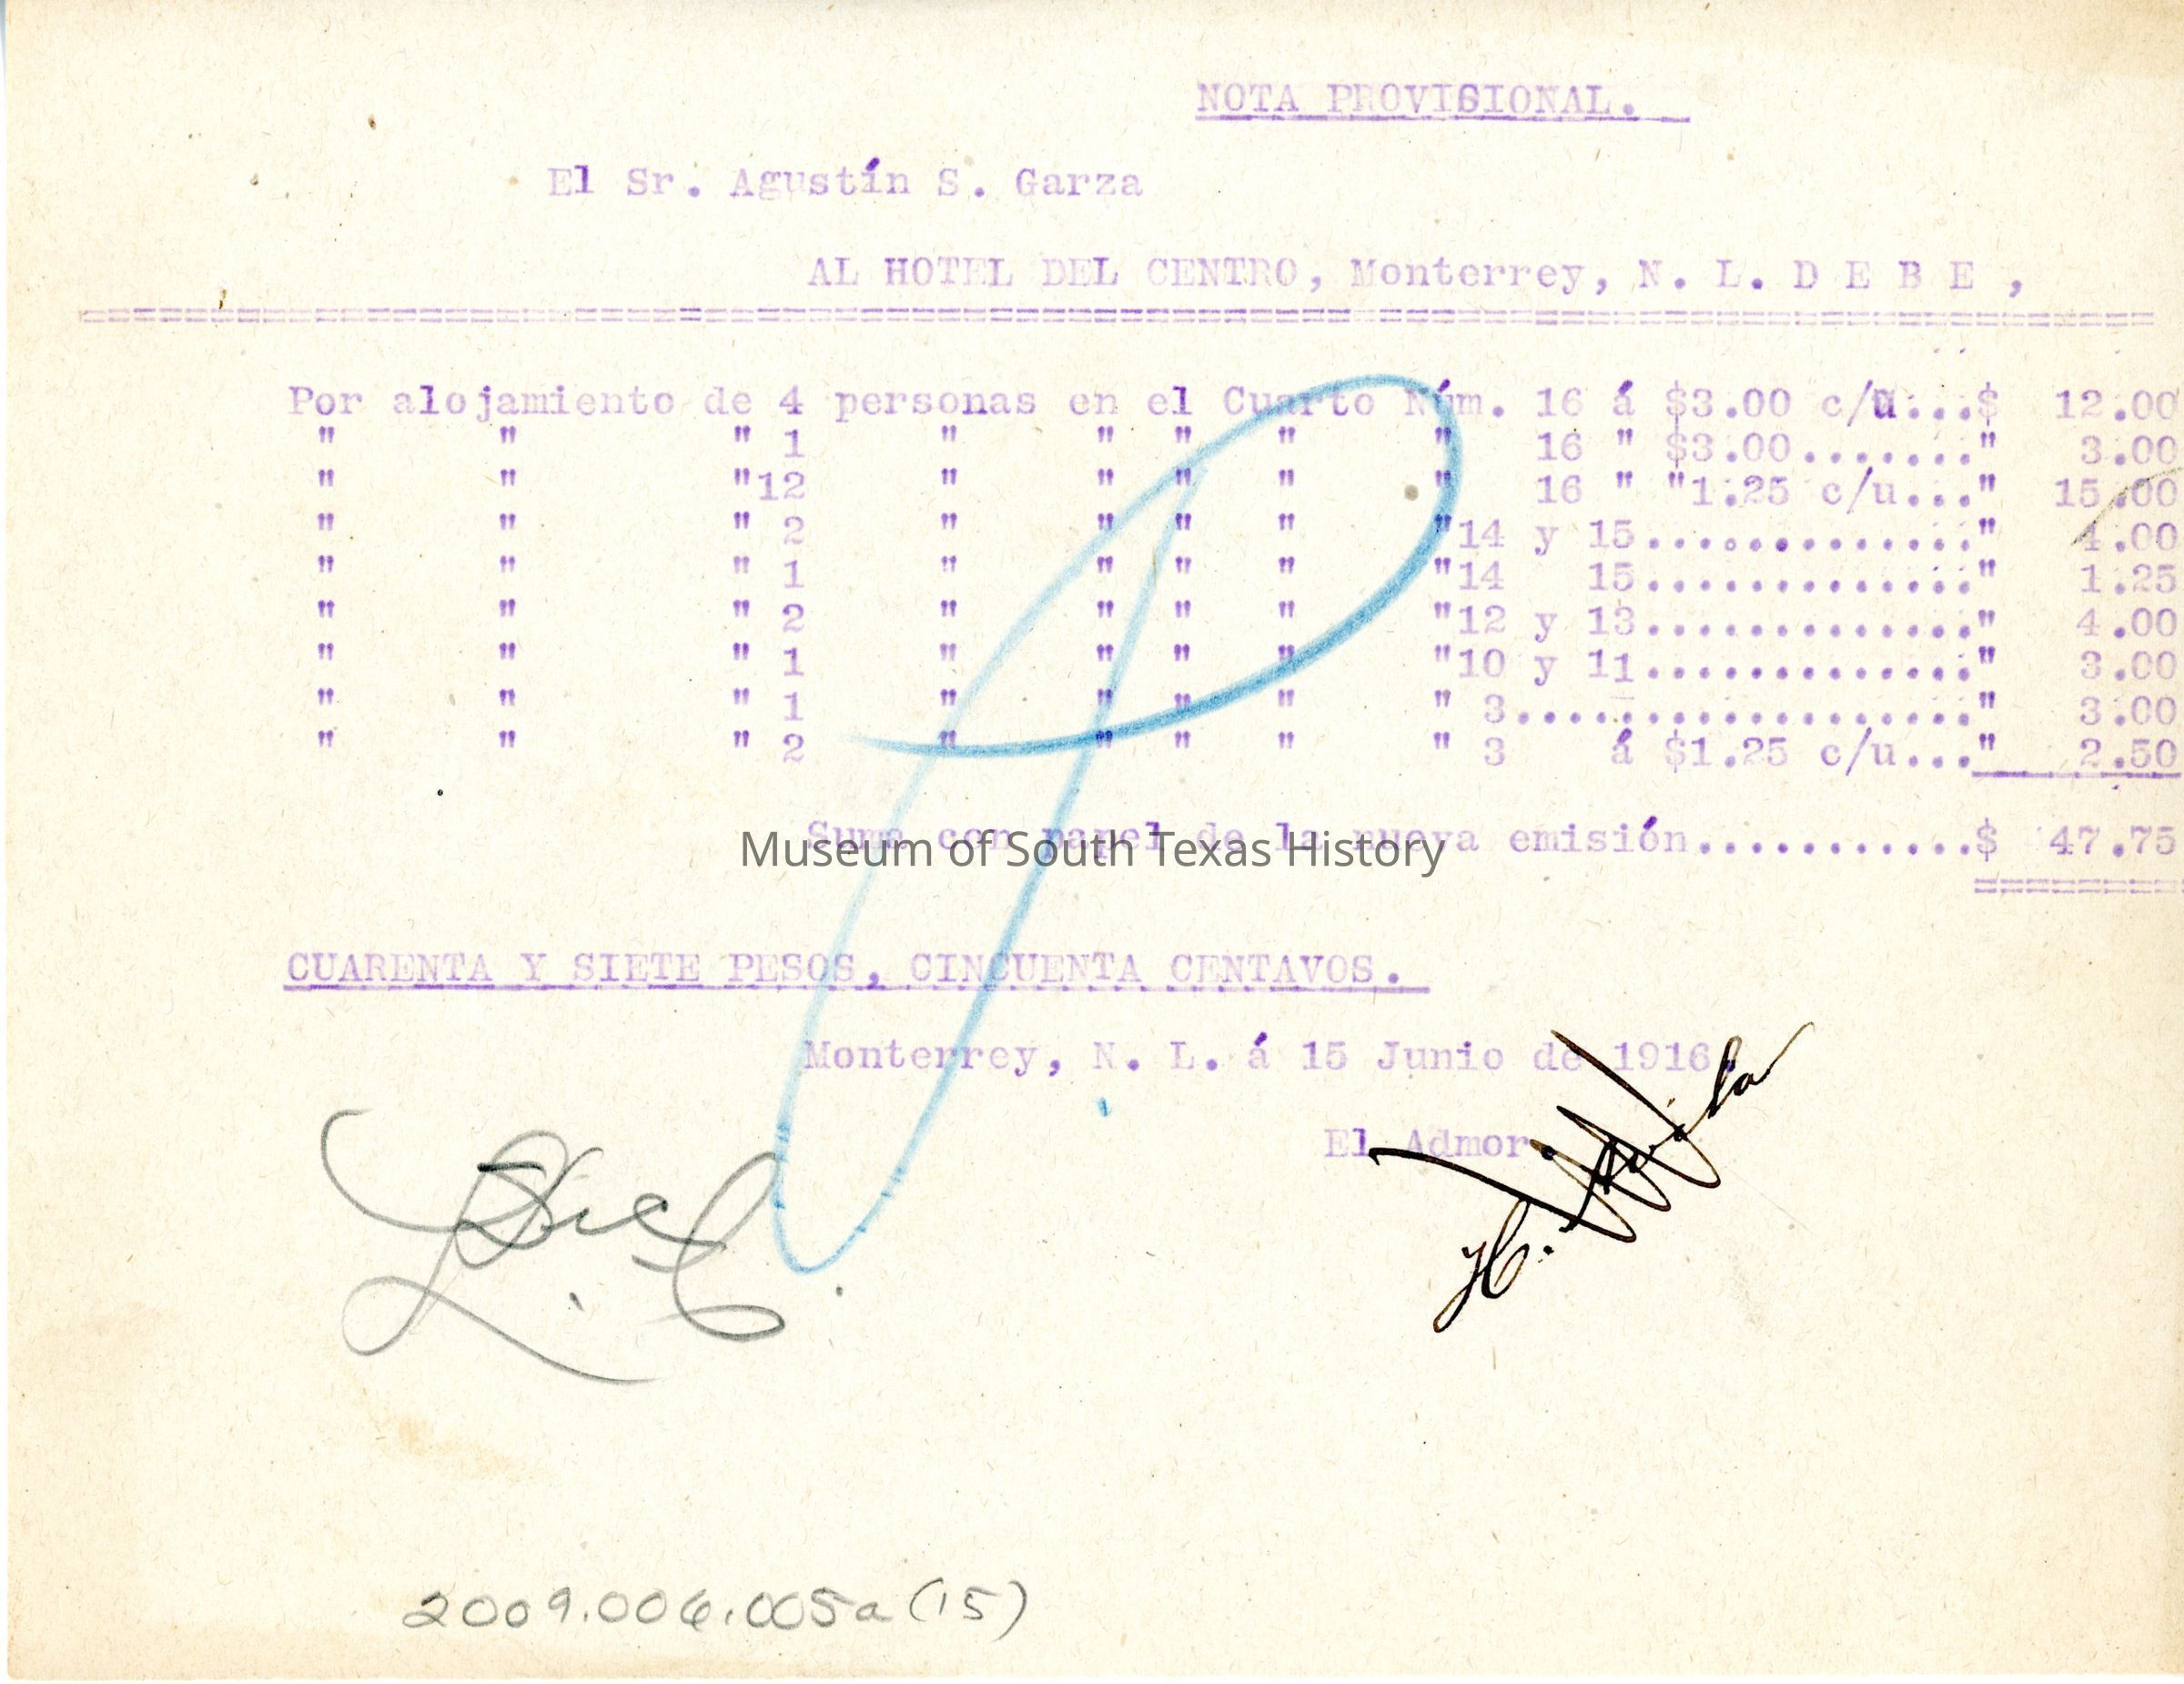 NOTA PROVISIONAL.
El Sr. Agustín S. Garza
AL HOTEL DEL CENTRO, Monterrey, N. L. D E B E ,
Por alojamiento de 4 personas en el Cuarto Núm. 16 á $3.00 c/u...$ 12.00
" " " 1 " " " " " 16 " $3.00......." 3.00
" " "12 " " " " " 16 " "1.25 c/u..." 15.00
" " " 2 " " " " "14 y 15............." 4.00
" " " 1 " " " " "14 15............." 1.25
" " " 2 " " " " "12 y 13............." 4.00
" " " 1 " " " " "10 y 11............." 3.00
" " " 1 " " " " " 3.................." 3.00
" " " 2 " " " " " 3 á $1.25 c/u..." 2.50
Suma con papel de la nueva emisión...........$ 47.75
Museum of South Texas History
CUARENTA Y SIETE PESOS, CINCUENTA CENTAVOS.
Monterrey, N. L. á 15 Junio de 1916.
El Admor.
2009.006.005a (15)